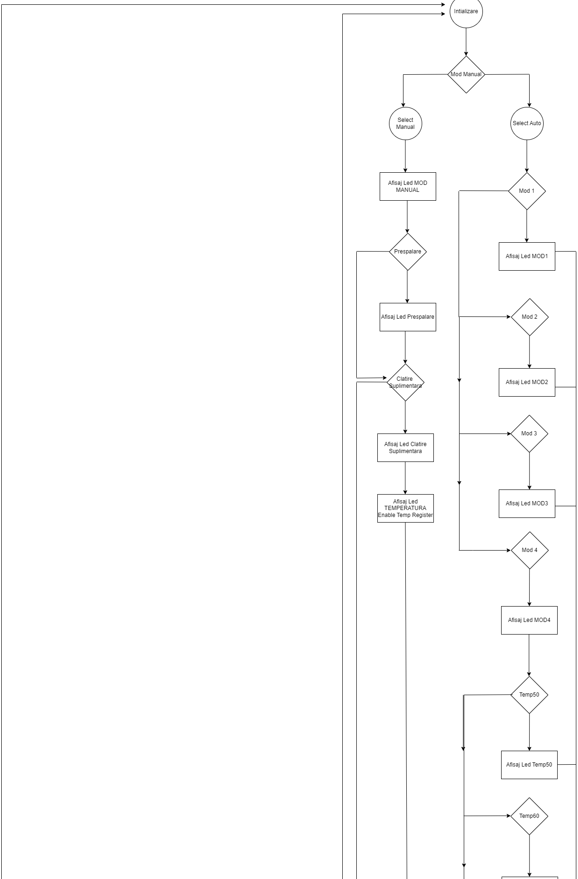 Intializare
Mod Manual
Select
Manual
Select Auto
Afisaj Led MOD
MANUAL
Mod 1
Prespalare
Afisaj Led MOD1
Afisaj Led Prespalare
Mod 2
Clatire
Suplimentara
Afisaj Led MOD2
Afisaj Led Clatire
Suplimentara
Mod 3
Afisaj Led
TEMPERATURA
Enable Temp Register
Afisaj Led MOD3
Mod 4
Afisaj Led MOD4
Temp50
Afisaj Led Temp50
Temp60